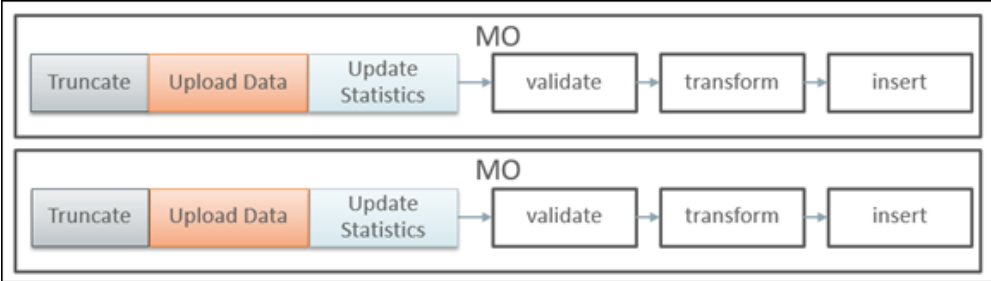 MO
Truncate Upload Data Update Statistics validate transform insert
MO
Truncate Upload Data Update Statistics validate transform insert